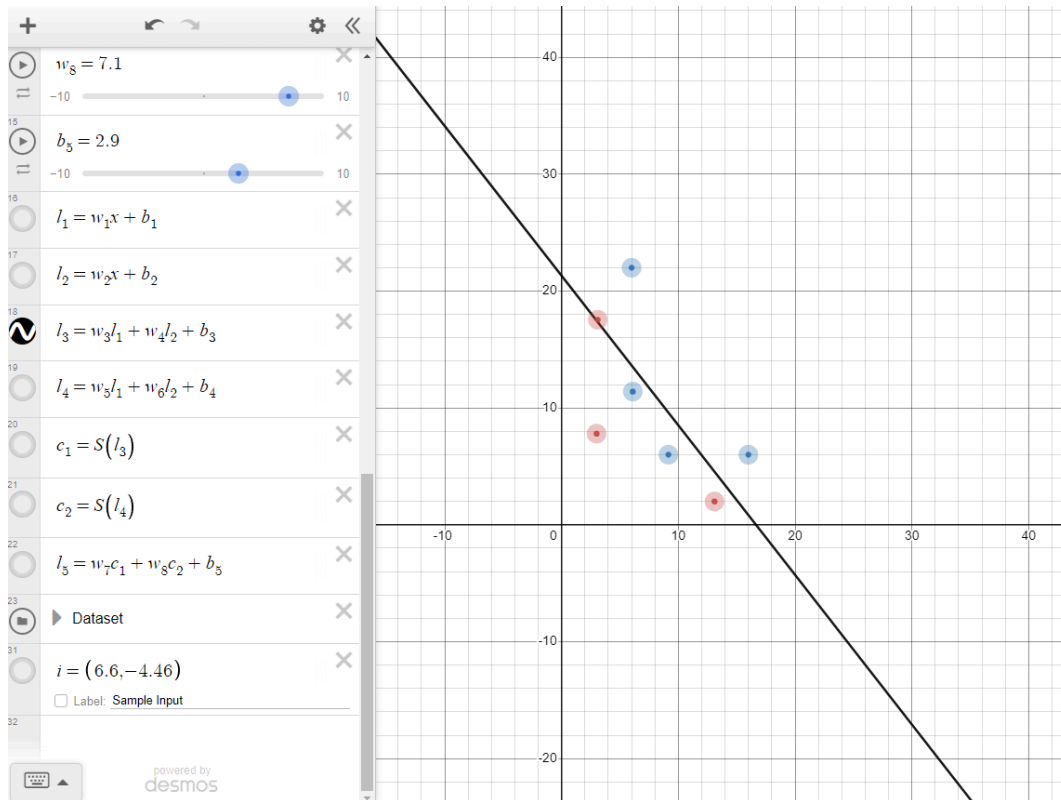 w₈ = 7.1
-10 10
15
b₅ = 2.9
-10 10
16
l₁ = w₁x + b₁
17
l₂ = w₂x + b₂
18
l₃ = w₃l₁ + w₄l₂ + b₃
19
l₄ = w₅l₁ + w₆l₂ + b₄
20
c₁ = S(l₃)
21
c₂ = S(l₄)
22
l₅ = w₇c₁ + w₈c₂ + b₅
23
Dataset
31
i = (6.6, −4.46)
Label: Sample Input
32
powered by
desmos
40
30
20
10
-10 0 10 20 30 40
-10
-20